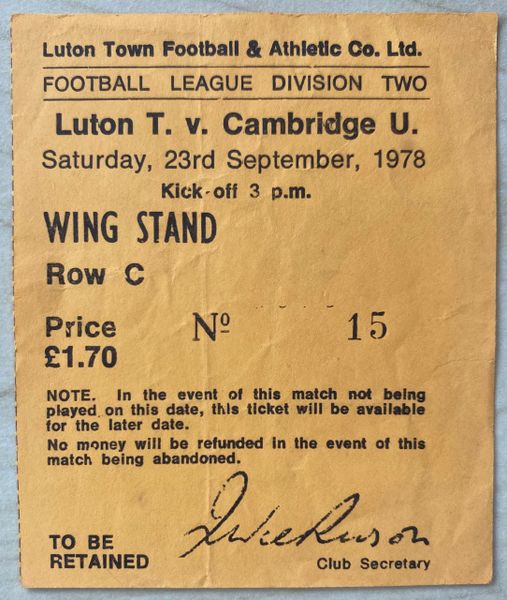 Luton Town Football & Athletic Co. Ltd.
FOOTBALL LEAGUE DIVISION TWO
Luton T. v. Cambridge U.
Saturday, 23rd September, 1978
Kick-off 3 p.m.
WING STAND
Row C
Price Nº 15
£1.70
NOTE. In the event of this match not being
played on this date, this ticket will be available
for the later date.
No money will be refunded in the event of this
match being abandoned.
TO BE
RETAINED
Club Secretary